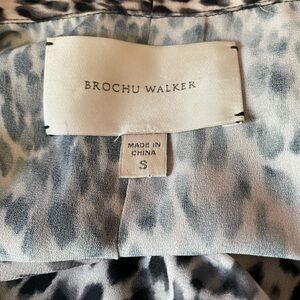 BROCHU WALKER
MADE IN
CHINA
S